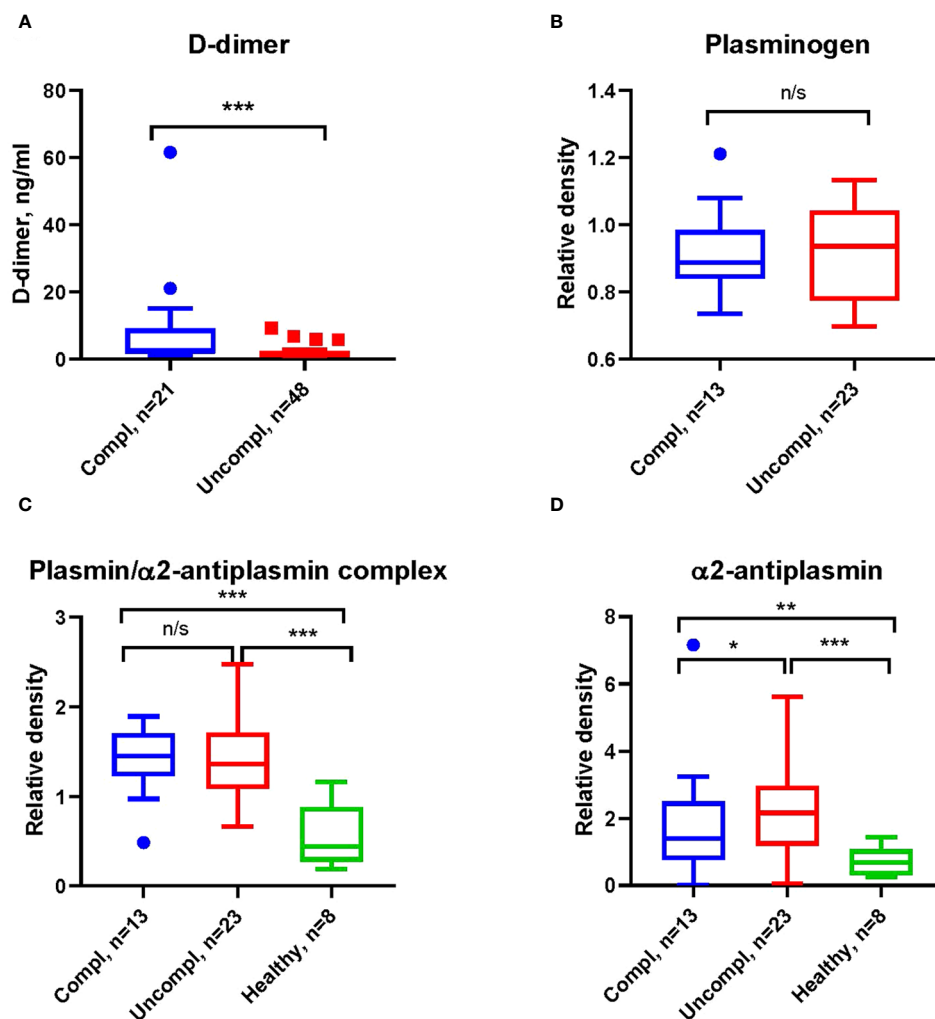 A
D-dimer
D-dimer, ng/ml
80
60
40
20
0
***
Compl, n=21
Uncompl, n=48
B
Plasminogen
Relative density
1.4
1.2
1.0
0.8
0.6
n/s
Compl, n=13
Uncompl, n=23
C
Plasmin/α2-antiplasmin complex
Relative density
3
2
1
0
***
n/s
***
Compl, n=13
Uncompl, n=23
Healthy, n=8
D
α2-antiplasmin
Relative density
8
6
4
2
0
**
*
***
Compl, n=13
Uncompl, n=23
Healthy, n=8